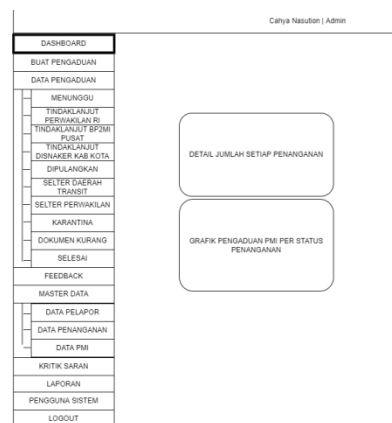 Cahya Nasution | Admin
DASHBOARD
BUAT PENGADUAN
DATA PENGADUAN
MENUNGGU
TINDAKLANJUT
PERWAKILAN RI
TINDAKLANJUT BP2MI
PUSAT
TINDAKLANJUT
DISNAKER KAB KOTA
DIPULANGKAN
SELTER DAERAH
TRANSIT
SELTER PERWAKILAN
KARANTINA
DOKUMEN KURANG
SELESAI
FEEDBACK
MASTER DATA
DATA PELAPOR
DATA PENANGANAN
DATA PMI
KRITIK SARAN
LAPORAN
PENGGUNA SISTEM
LOGOUT
DETAIL JUMLAH SETIAP PENANGANAN
GRAFIK PENGADUAN PMI PER STATUS
PENANGANAN